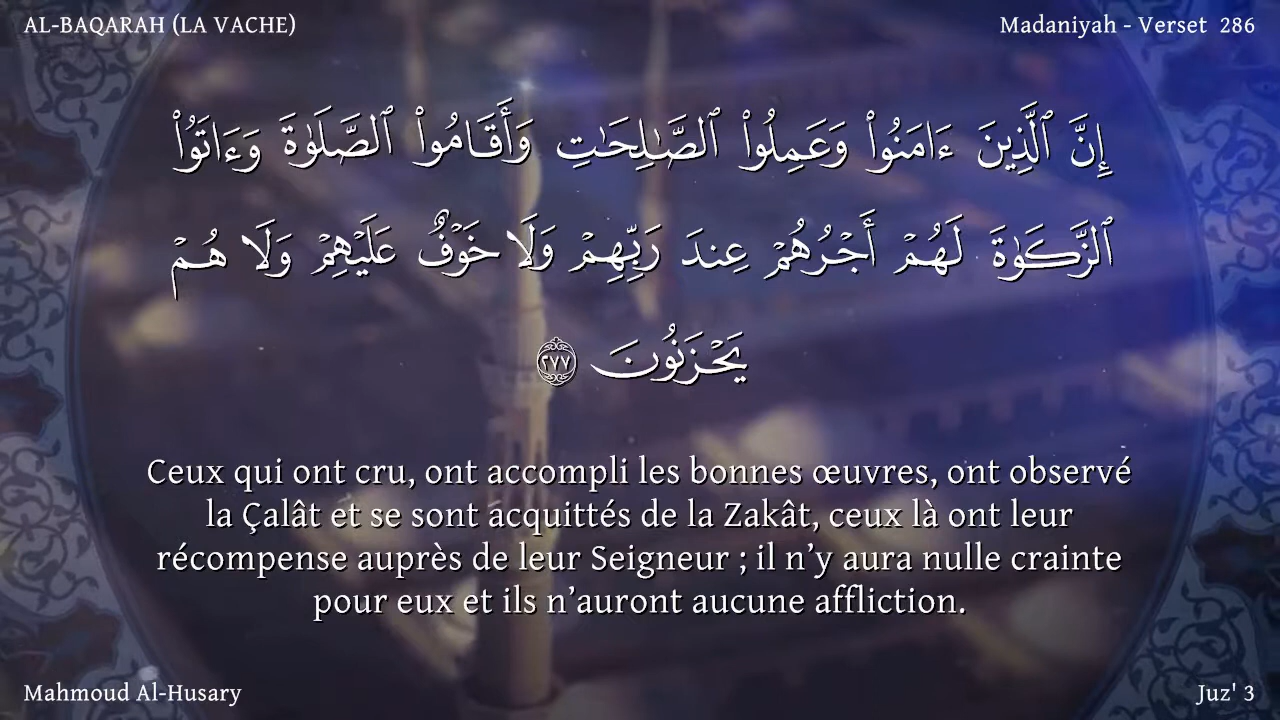 AL-BAQARAH (LA VACHE)
Madaniyah - Verset 286
إِنَّ ٱلَّذِينَ ءَامَنُوا۟ وَعَمِلُوا۟ ٱلصَّـٰلِحَـٰتِ وَأَقَامُوا۟ ٱلصَّلَوٰةَ وَءَاتَوُا۟
ٱلزَّكَوٰةَ لَهُمْ أَجْرُهُمْ عِندَ رَبِّهِمْ وَلَا خَوْفٌ عَلَيْهِمْ وَلَا هُمْ
يَحْزَنُونَ ٢٧٧
Ceux qui ont cru, ont accompli les bonnes œuvres, ont observé
la Çalât et se sont acquittés de la Zakât, ceux là ont leur
récompense auprès de leur Seigneur ; il n’y aura nulle crainte
pour eux et ils n’auront aucune affliction.
Mahmoud Al-Husary
Juz' 3